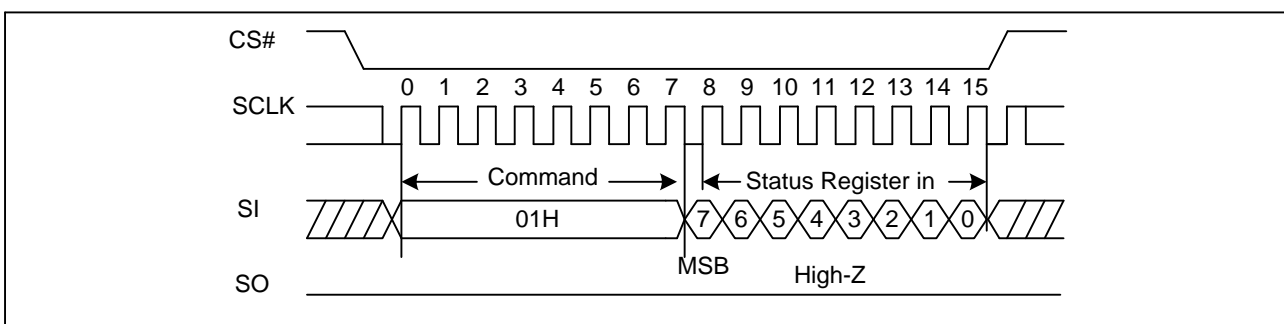 CS#
0 1 2 3 4 5 6 7 8 9 10 11 12 13 14 15
SCLK
Command Status Register in
SI 01H 7 6 5 4 3 2 1 0
MSB High-Z
SO